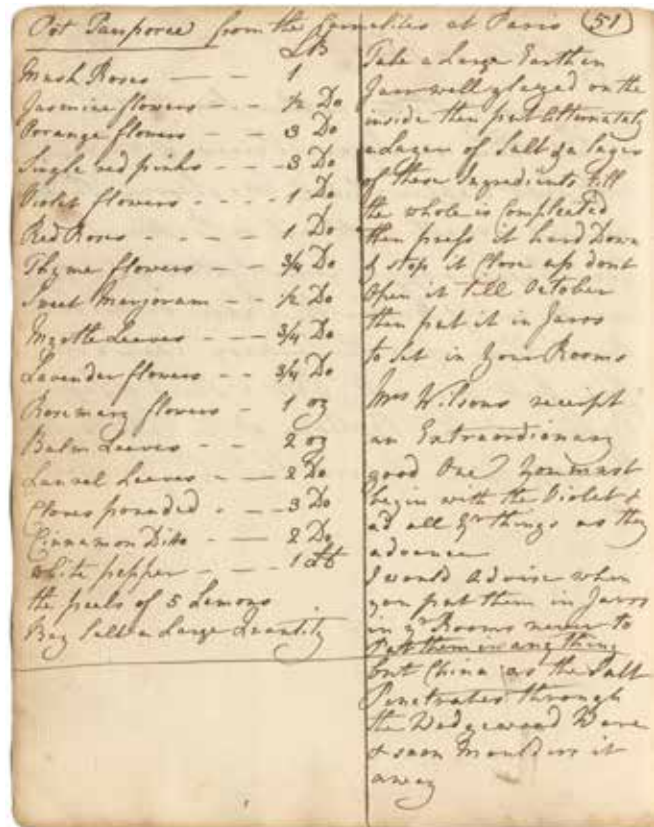 Pot Pourporee from the Carmelites at Paris (51)
LB
Mush Roses — — 1
Jasmine flowers - - - ½ Do
Oorange flowers - - 3 Do
Single red pinks - - - 3 Do
Violet flowers - - - - 1 Do
Red Roses - - - - 1 Do
Thyme flowers - - - ¾ Do
Sweet Marjoram - - ½ Do
Myrtle Leaves - - ¾ Do
Lavender flowers - - ¾ Do
Rosemary flowers - 1 oz
Balm Leaves - - 2 oz
Laurel Leaves - - 2 Do
Cloves pounded - - - 3 Do
Cinnamon Ditto - - - 2 Do
white pepper - - - 1 Lb
the peels of 5 Lemons
Bay Salt a Large Quantity
Take a Large Earthen
Jarr well glazed on the
inside then put alternately
a Layer of Salt & a layer
of these Ingredients till
the whole is Compleated
then press it hard Down
& stop it Close up dont
Open it till October
then put it in Jarrs
to Set in your Rooms
Mrs Wilsons receipt
an Extraordionary
good One you must
begin with the Violet &
ad all yr things as they
advance
I would Advise when
you put them in Jarrs
in yr Rooms never to
Put them in any thing
but China as the Salt
Penetrates through
the Wedgewood Ware
& soon Moulders it
away